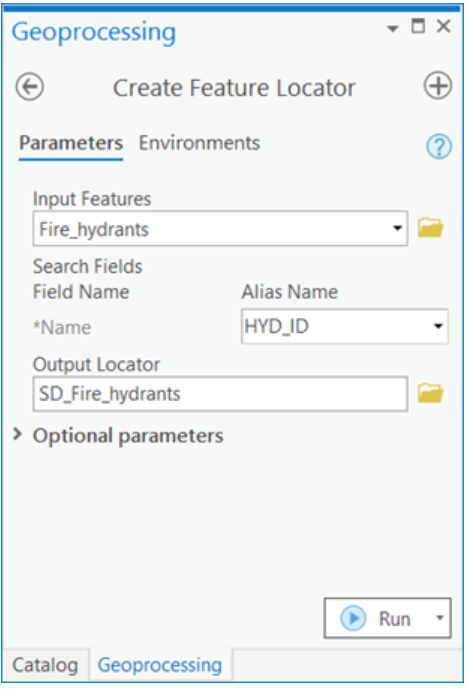 Geoprocessing
Create Feature Locator
Parameters Environments
Input Features
Fire_hydrants
Search Fields
Field Name Alias Name
*Name HYD_ID
Output Locator
SD_Fire_hydrants
Optional parameters
Run
Catalog Geoprocessing